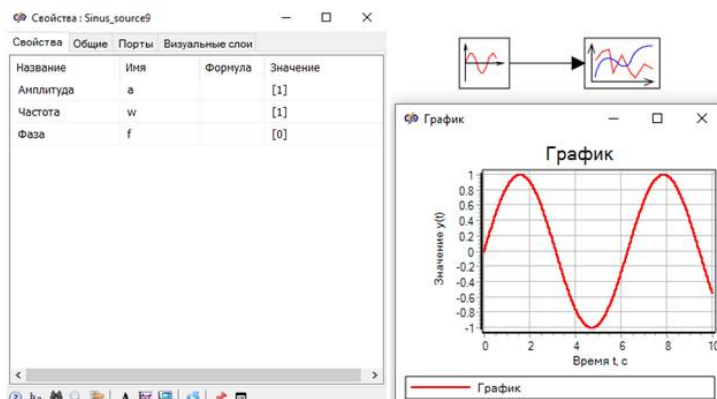 Свойства : Sinus_source9
Свойства Общие Порты Визуальные слои
Название Имя Формула Значение
Амплитуда a [1]
Частота w [1]
Фаза f [0]
График
График
Значение y(t)
1
0.8
0.6
0.4
0.2
0
-0.2
-0.4
-0.6
-0.8
-1
0 2 4 6 8 10
Время t, с
График